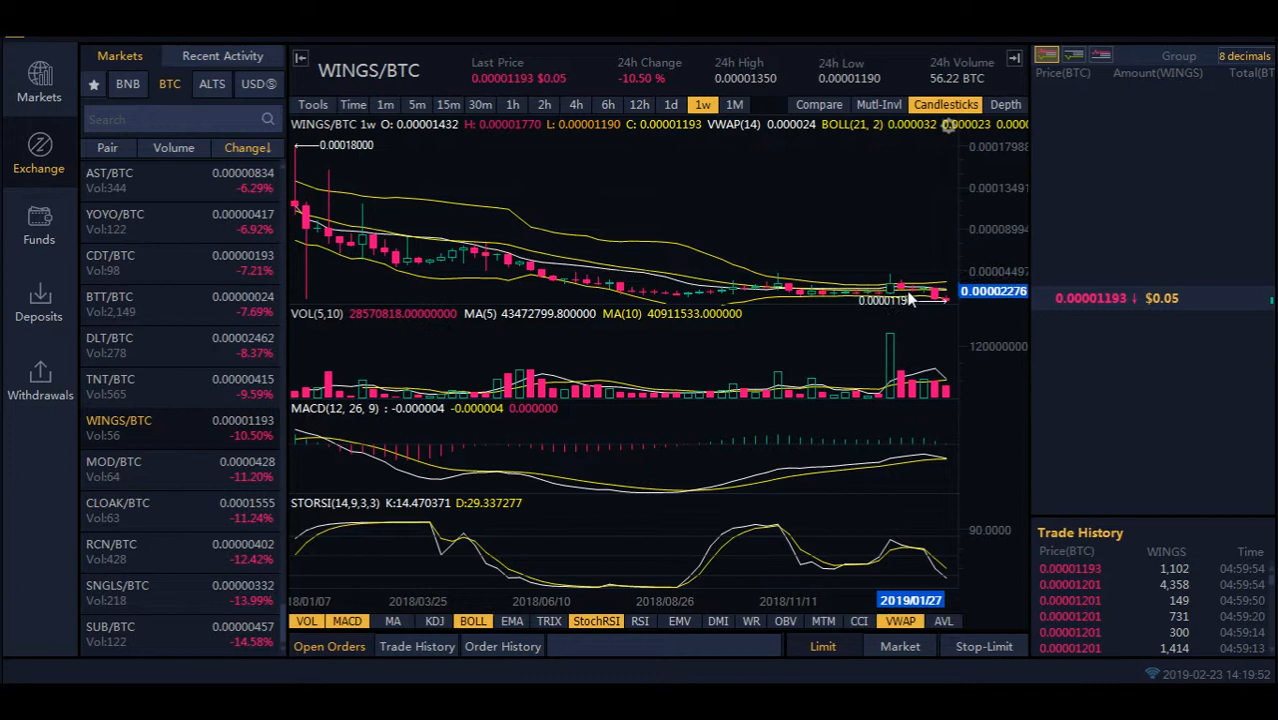 Markets
Exchange
Funds
Deposits
Withdrawals
Markets Recent Activity
BNB BTC ALTS USDⓈ
Search
Pair Volume Change↓
AST/BTC 0.00000834
Vol:344 -6.29%
YOYO/BTC 0.00000417
Vol:122 -6.92%
CDT/BTC 0.00000193
Vol:98 -7.21%
BTT/BTC 0.00000024
Vol:2,149 -7.69%
DLT/BTC 0.00002462
Vol:278 -8.37%
TNT/BTC 0.00000415
Vol:565 -9.59%
WINGS/BTC 0.00001193
Vol:56 -10.50%
MOD/BTC 0.0000428
Vol:64 -11.20%
CLOAK/BTC 0.0001555
Vol:63 -11.24%
RCN/BTC 0.00000402
Vol:428 -12.42%
SNGLS/BTC 0.00000332
Vol:218 -13.99%
SUB/BTC 0.00000457
Vol:122 -14.58%
WINGS/BTC
Last Price 24h Change 24h High 24h Low 24h Volume
0.00001193 $0.05 -10.50 % 0.00001350 0.00001190 56.22 BTC
Tools Time 1m 5m 15m 30m 1h 2h 4h 6h 12h 1d 1w 1M Compare Mutl-Invl Candlesticks Depth
WINGS/BTC 1w O: 0.00001432 H: 0.00001770 L: 0.00001190 C: 0.00001193 VWAP(14) 0.000024 BOLL(21, 2) 0.000032 0.000023 0.000
0.00018000
0.00017988
0.00013491
0.00008994
0.00004497
0.00002276
0.0000119
VOL(5,10) 28570818.00000000 MA(5) 43472799.800000 MA(10) 40911533.000000
120000000
MACD(12, 26, 9) : -0.000004 -0.000004 0.000000
STORSI(14,9,3,3) K:14.470371 D:29.337277
90.0000
18/01/07 2018/03/25 2018/06/10 2018/08/26 2018/11/11 2019/01/27
VOL MACD MA KDJ BOLL EMA TRIX StochRSI RSI EMV DMI WR OBV MTM CCI VWAP AVL
Open Orders Trade History Order History Limit Market Stop-Limit
Group 8 decimals
Price(BTC) Amount(WINGS) Total(BT
0.00001193↓ $0.05
Trade History
Price(BTC) WINGS Time
0.00001193 1,102 04:59:54
0.00001201 4,358 04:59:54
0.00001201 149 04:59:50
0.00001201 731 04:59:20
0.00001201 300 04:59:14
0.00001201 1,414 04:59:13
2019-02-23 14:19:52